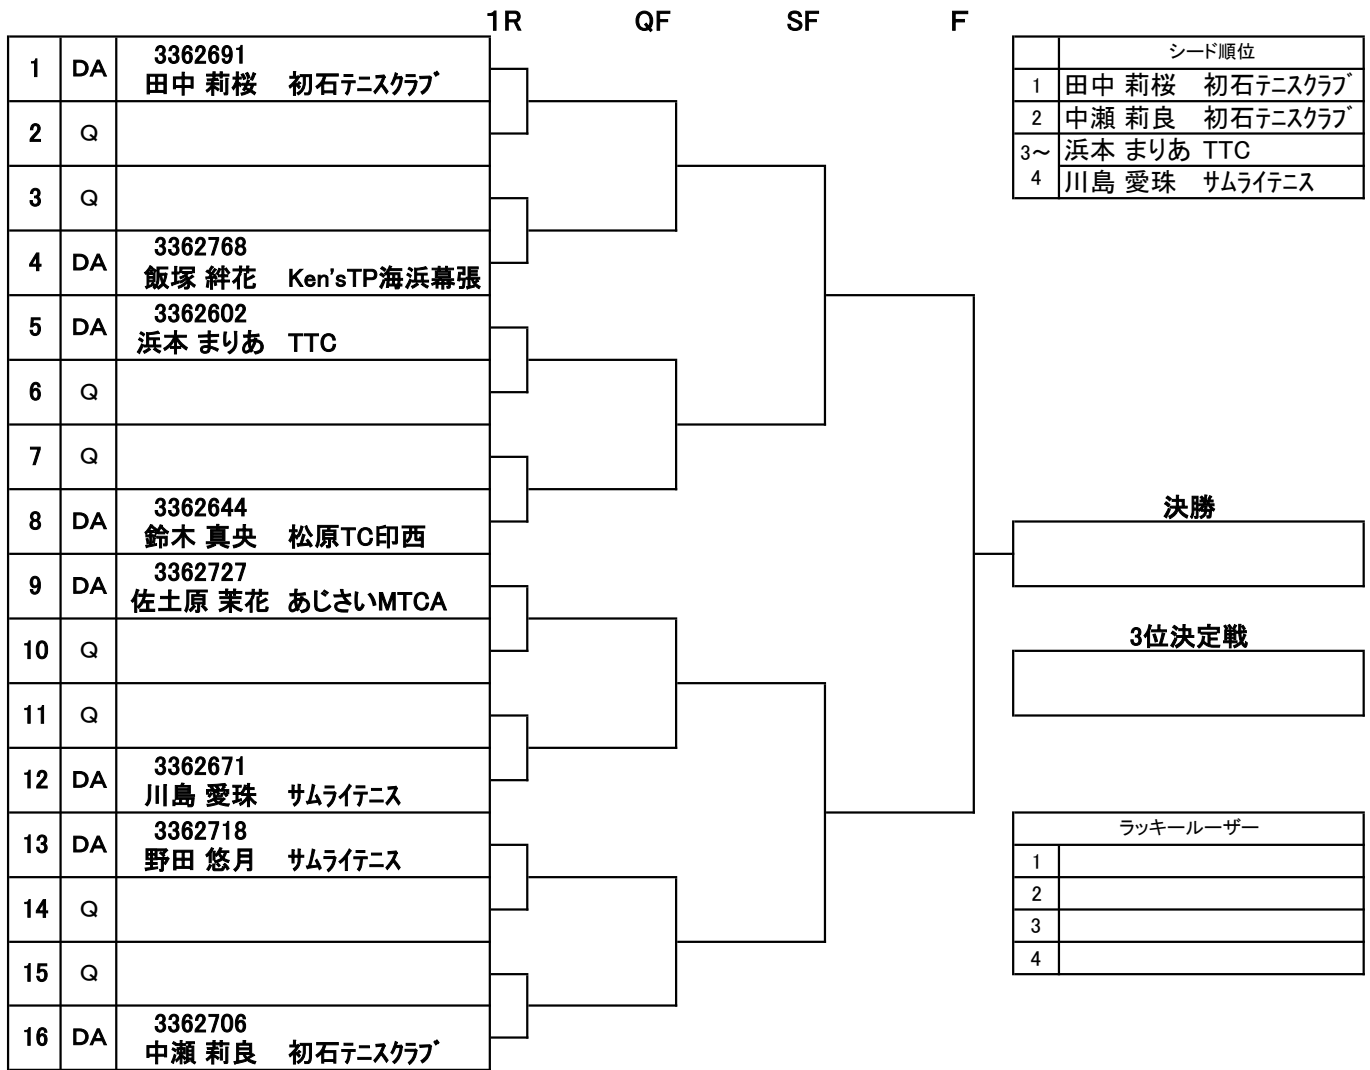 1R QF SF F
1 DA 3362691
田中 莉桜 初石テニスクラブ
2 Q
3 Q
4 DA 3362768
飯塚 絆花 Ken'sTP海浜幕張
5 DA 3362602
浜本 まりあ TTC
6 Q
7 Q
8 DA 3362644
鈴木 真央 松原TC印西
9 DA 3362727
佐土原 茉花 あじさいMTCA
10 Q
11 Q
12 DA 3362671
川島 愛珠 サムライテニス
13 DA 3362718
野田 悠月 サムライテニス
14 Q
15 Q
16 DA 3362706
中瀬 莉良 初石テニスクラブ
シード順位
1 田中 莉桜 初石テニスクラブ
2 中瀬 莉良 初石テニスクラブ
3~ 浜本 まりあ TTC
4 川島 愛珠 サムライテニス
決勝
3位決定戦
ラッキールーザー
1
2
3
4